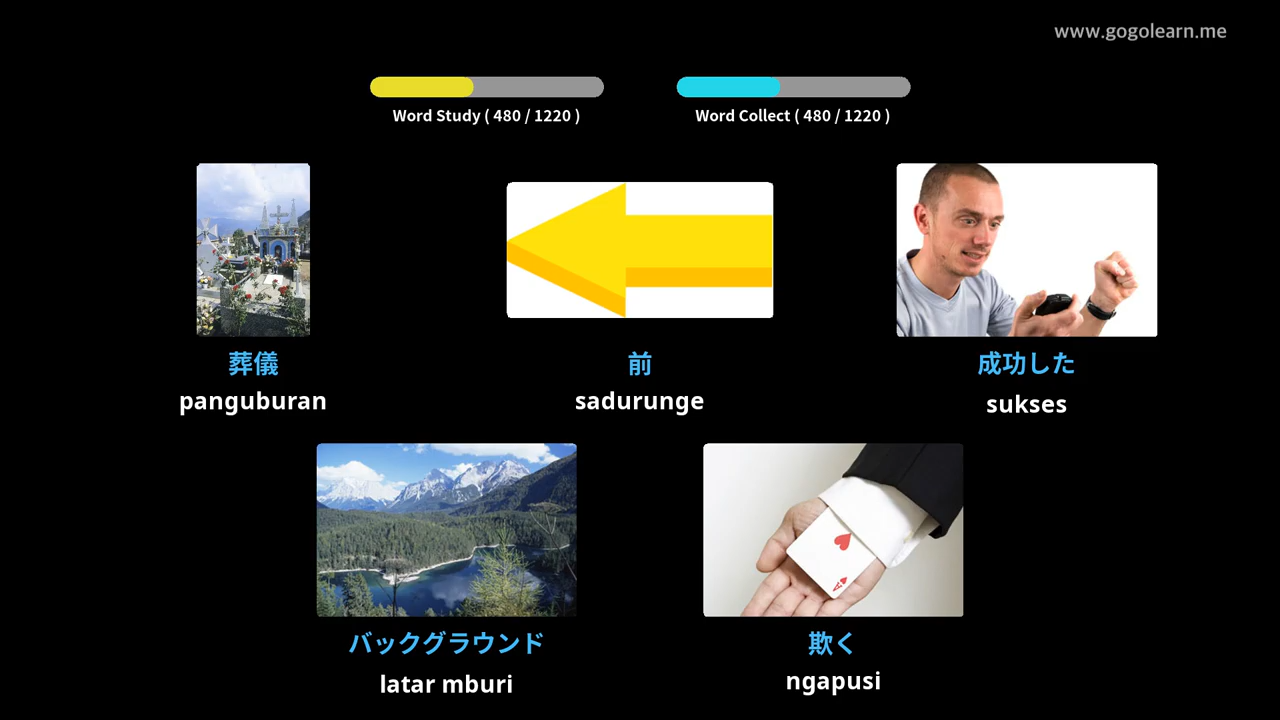 www.gogolearn.me
Word Study ( 480 / 1220 )
Word Collect ( 480 / 1220 )
葬儀
panguburan
前
sadurunge
成功した
sukses
バックグラウンド
latar mburi
欺く
ngapusi